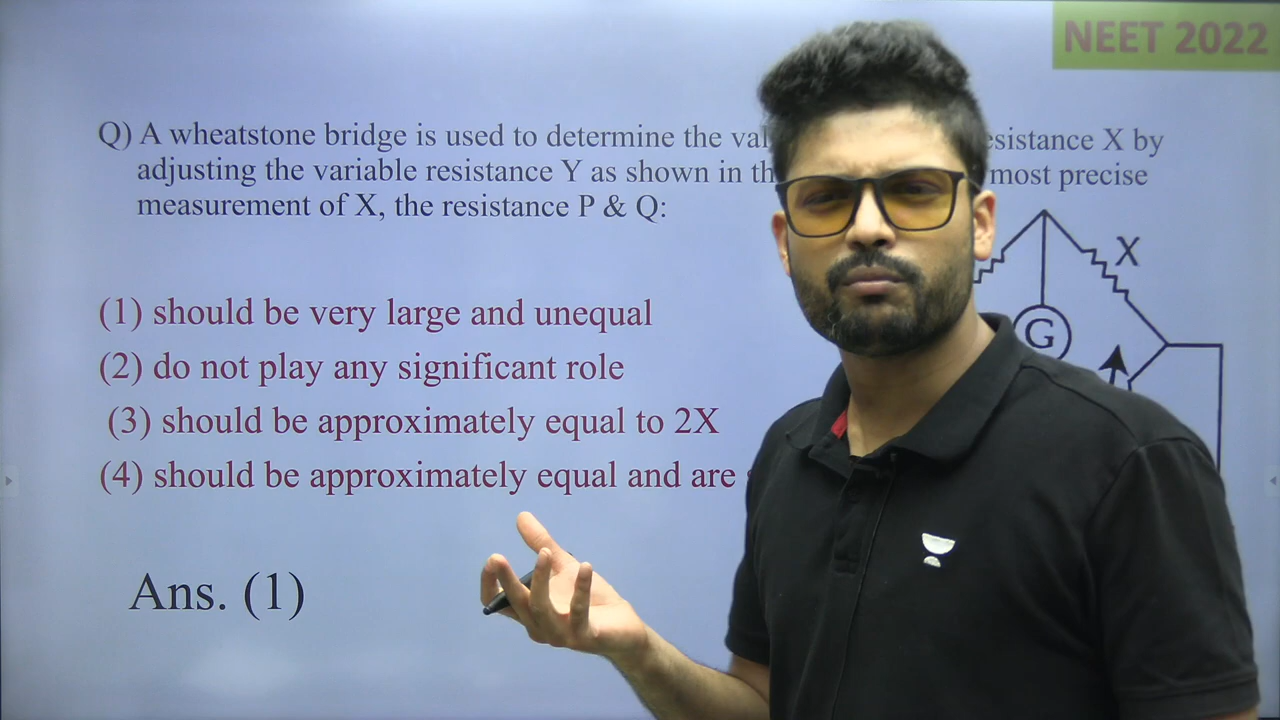 NEET 2022
Q) A wheatstone bridge is used to determine the esistance X by
adjusting the variable resistance Y as shown in most precise
measurement of X, the resistance P & Q:
X
G
(1) should be very large and unequal
(2) do not play any significant role
(3) should be approximately equal to 2X
(4) should be approximately equal and are
Ans. (1)